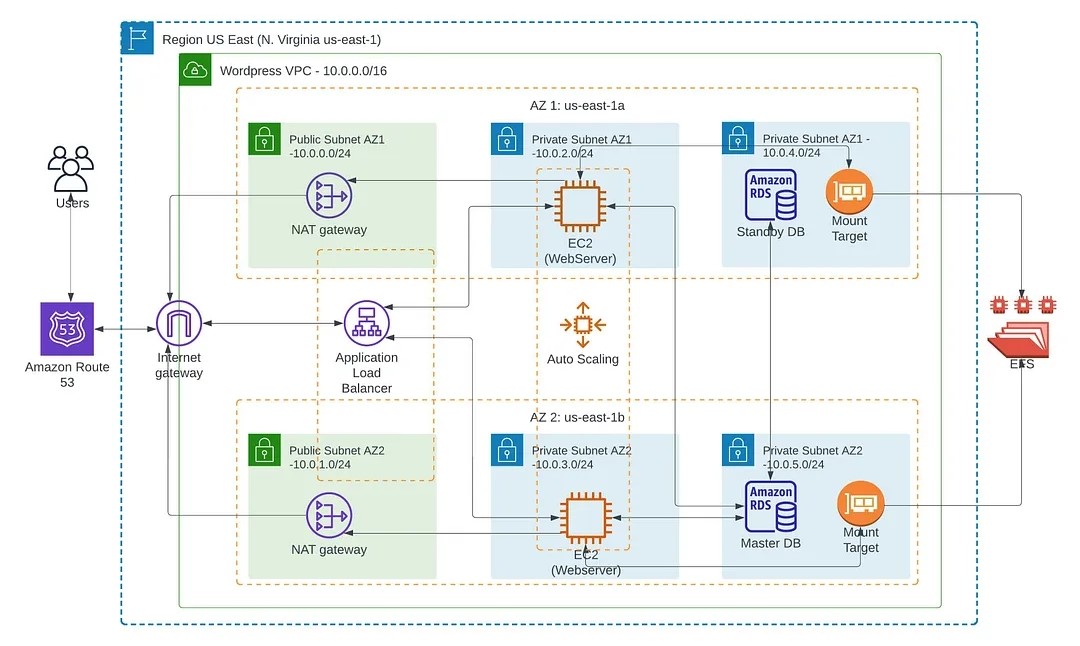 Region US East (N. Virginia us-east-1)
Wordpress VPC - 10.0.0.0/16
AZ 1: us-east-1a
Public Subnet AZ1
-10.0.0.0/24
NAT gateway
Private Subnet AZ1
-10.0.2.0/24
EC2
(WebServer)
Private Subnet AZ1 -
10.0.4.0/24
Amazon
RDS
Standby DB
Mount
Target
Users
53
Amazon Route
53
Internet
gateway
Application
Load
Balancer
Auto Scaling
EFS
AZ 2: us-east-1b
Public Subnet AZ2
-10.0.1.0/24
NAT gateway
Private Subnet AZ2
-10.0.3.0/24
EC2
(Webserver)
Private Subnet AZ2
-10.0.5.0/24
Amazon
RDS
Master DB
Mount
Target